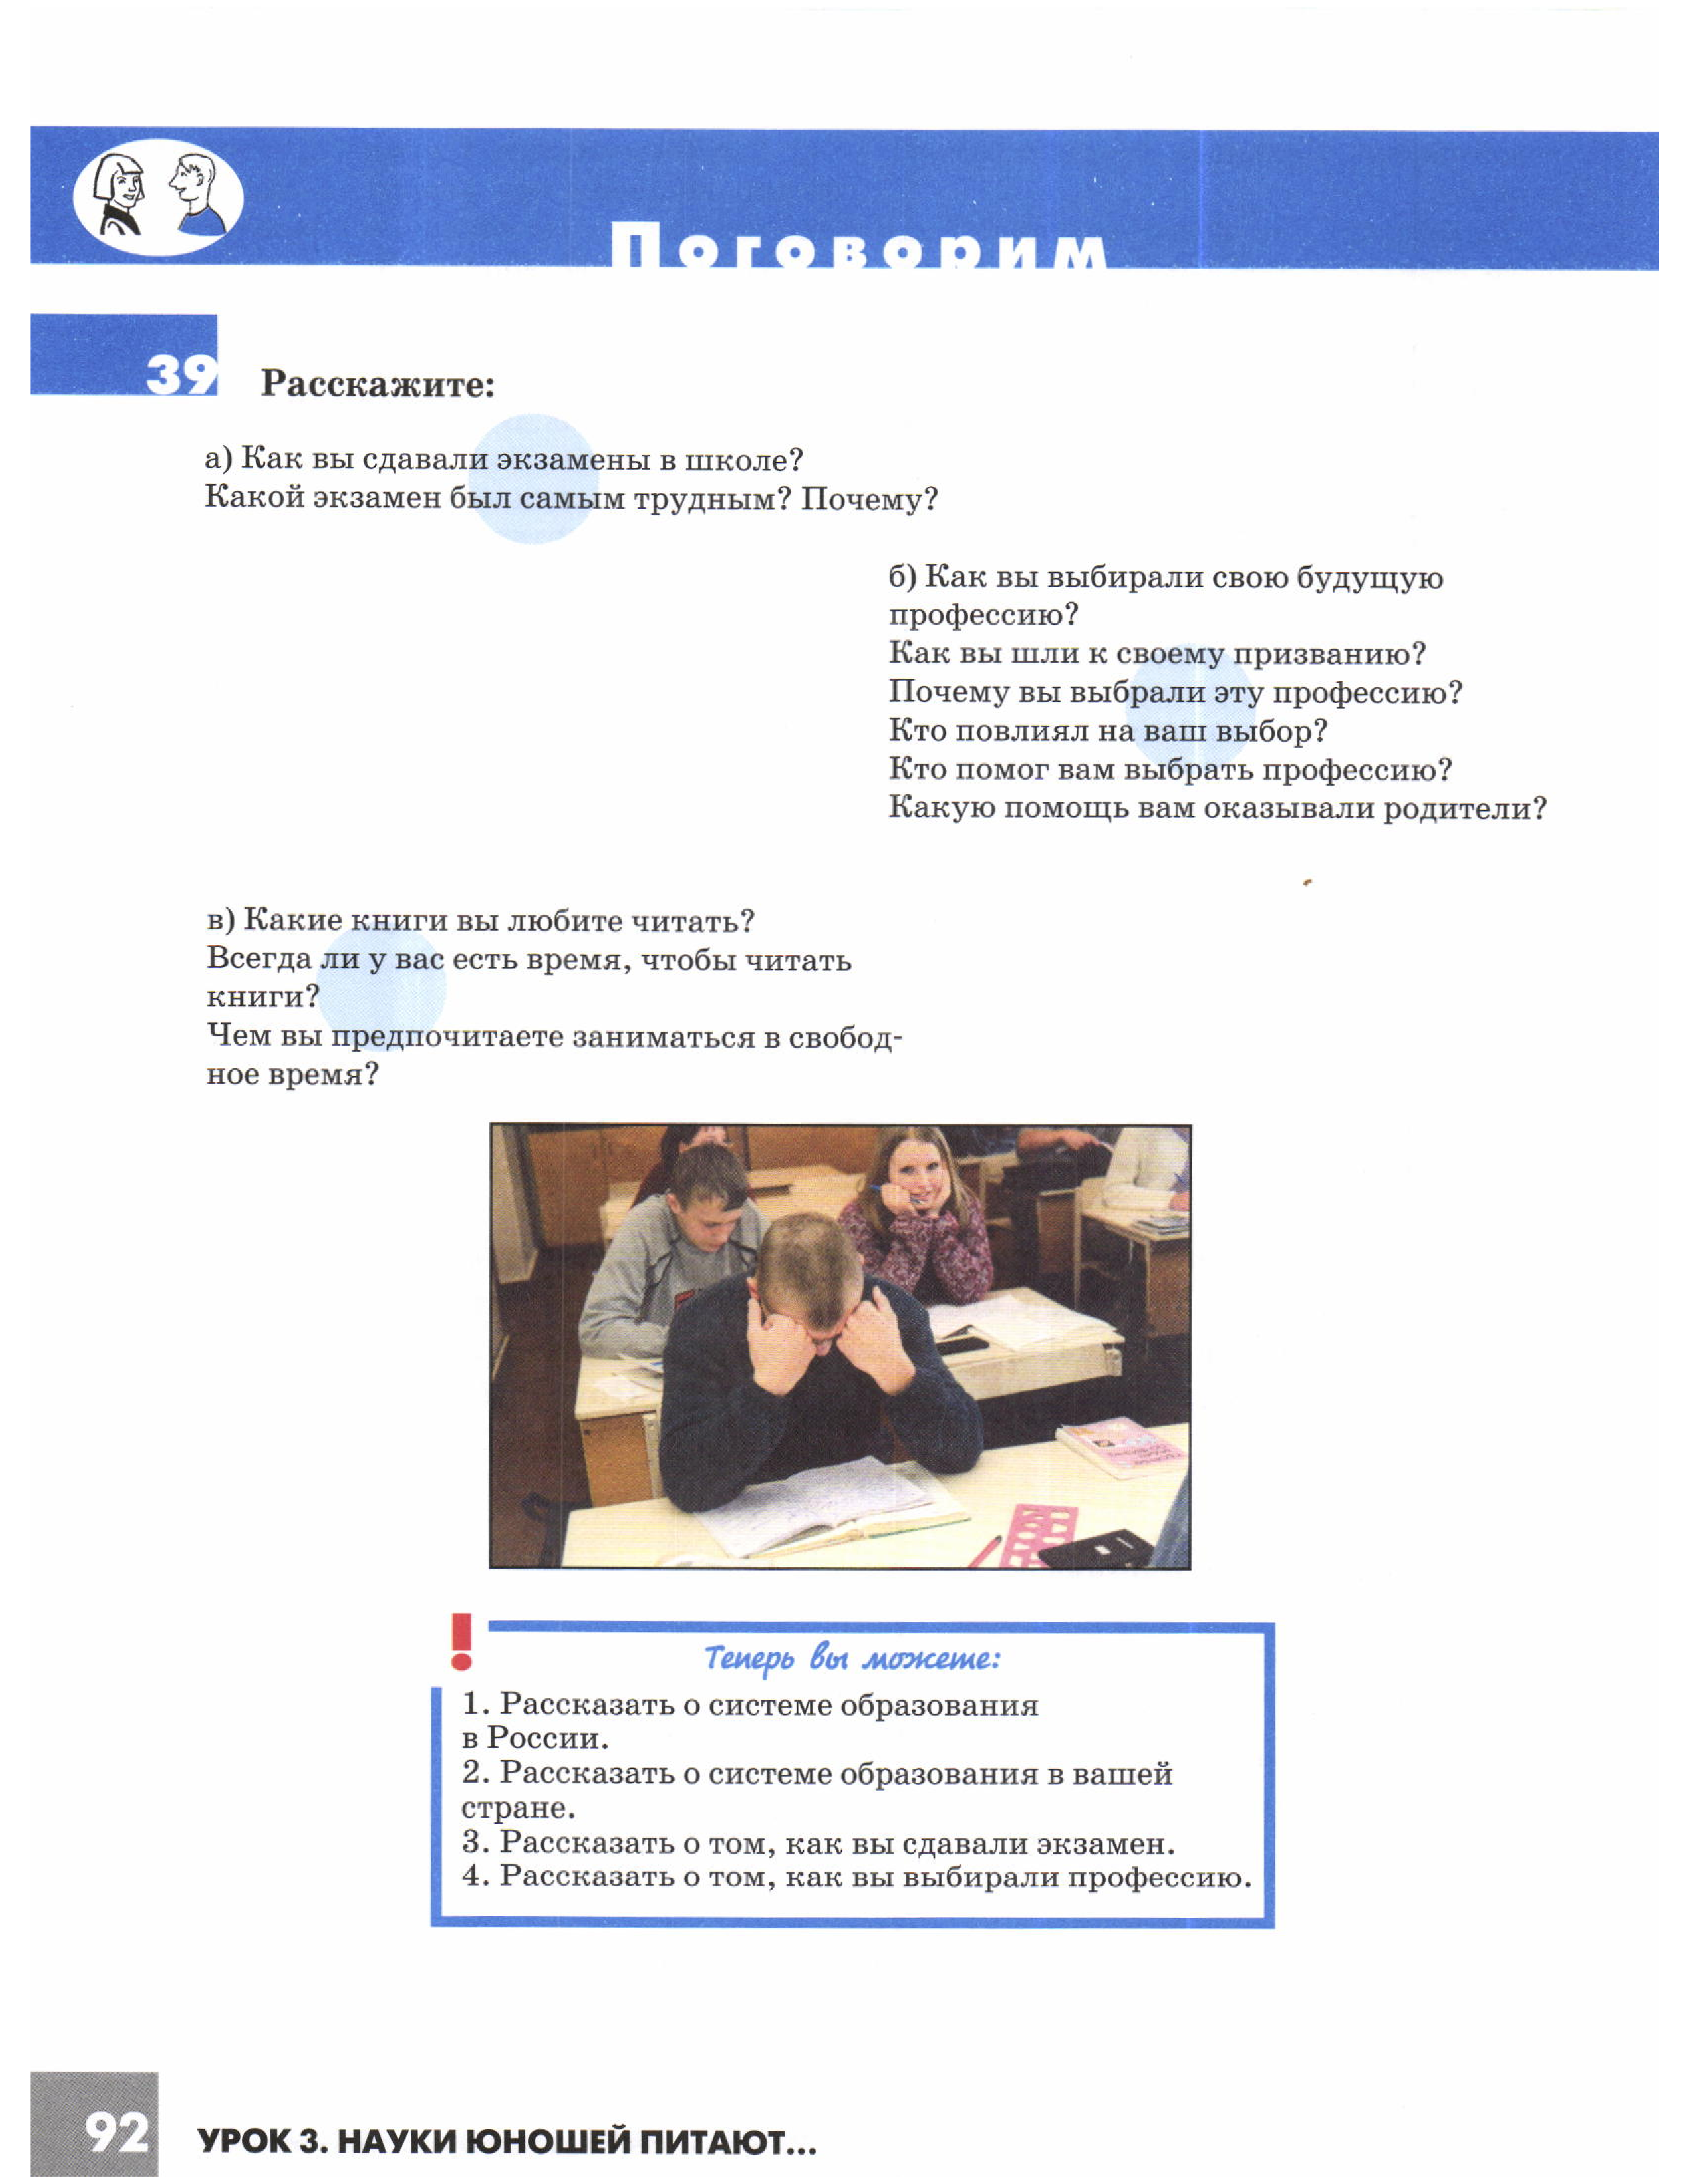 Поговорим
39 Расскажите:
а) Как вы сдавали экзамены в школе?
Какой экзамен был самым трудным? Почему?
б) Как вы выбирали свою будущую
профессию?
Как вы шли к своему призванию?
Почему вы выбрали эту профессию?
Кто повлиял на ваш выбор?
Кто помог вам выбрать профессию?
Какую помощь вам оказывали родители?
в) Какие книги вы любите читать?
Всегда ли у вас есть время, чтобы читать
книги?
Чем вы предпочитаете заниматься в свобод-
ное время?
!
Теперь вы можете:
1. Рассказать о системе образования
в России.
2. Рассказать о системе образования в вашей
стране.
3. Рассказать о том, как вы сдавали экзамен.
4. Рассказать о том, как вы выбирали профессию.
92 УРОК 3. НАУКИ ЮНОШЕЙ ПИТАЮТ...